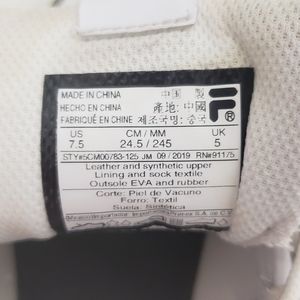 MADE IN CHINA 中国製
HECHO EN CHINA 產地: 中國
FABRIQUÉ EN CHINE 제조국명: 중국
US CM / MM UK
7.5 24.5 / 245 5
STY#5CM00783-125 JM 09 / 2019 RN#91175
Leather and synthetic upper
Lining and sock textile
Outsole EVA and rubber
Corte: Piel de Vacuno
Forro: Textil
Suela: Sintética